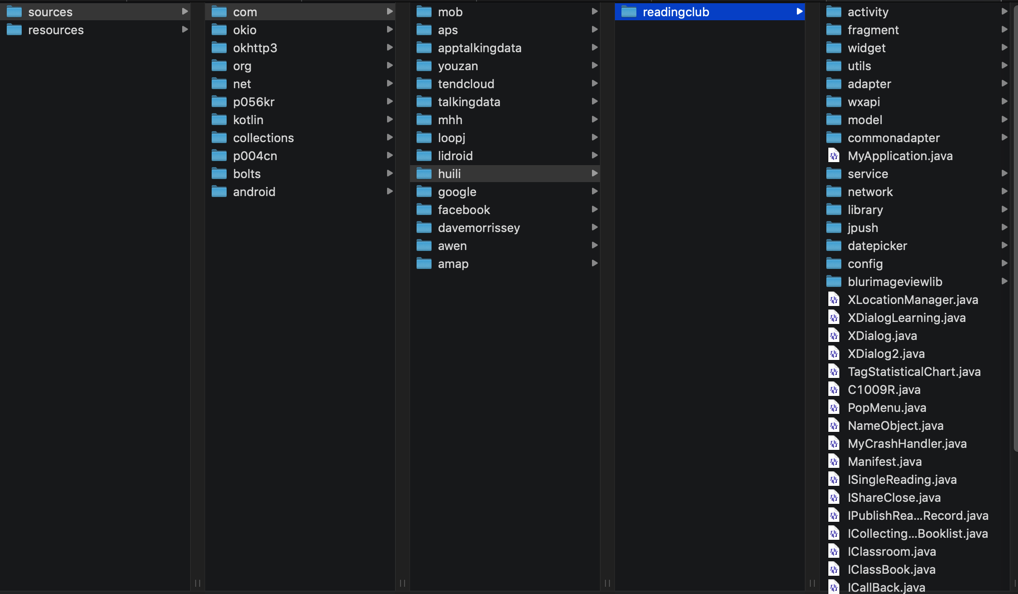 sources
resources
com
okio
okhttp3
org
net
p056kr
kotlin
collections
p004cn
bolts
android
mob
aps
apptalkingdata
youzan
tendcloud
talkingdata
mhh
loopj
lidroid
huili
google
facebook
davemorrissey
awen
amap
readingclub
activity
fragment
widget
utils
adapter
wxapi
model
commonadapter
MyApplication.java
service
network
library
jpush
datepicker
config
blurimageviewlib
XLocationManager.java
XDialogLearning.java
XDialog.java
XDialog2.java
TagStatisticalChart.java
C1009R.java
PopMenu.java
NameObject.java
MyCrashHandler.java
Manifest.java
ISingleReading.java
IShareClose.java
IPublishRea...Record.java
ICollecting...Booklist.java
IClassroom.java
IClassBook.java
ICallBack.java